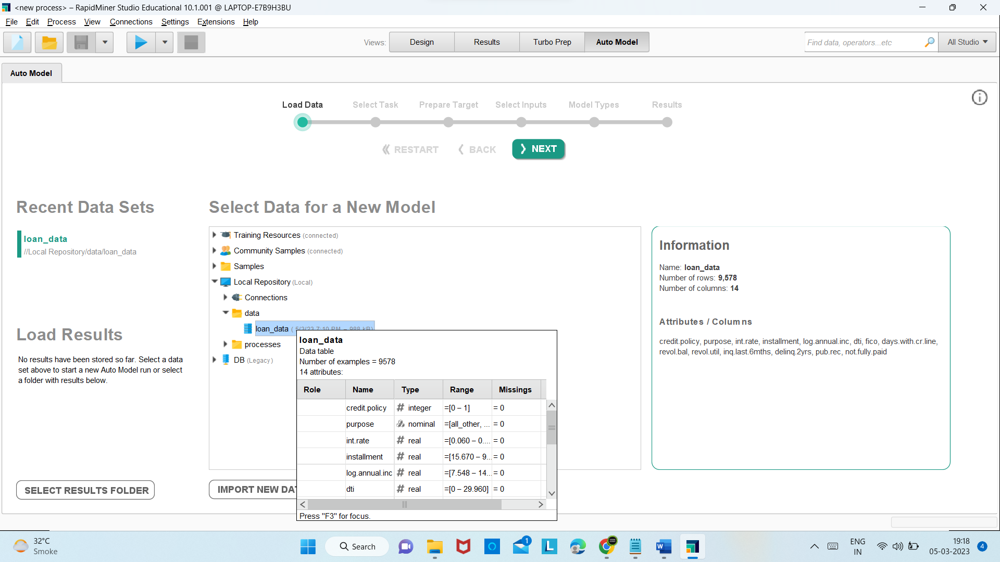 <new process> – RapidMiner Studio Educational 10.1.001 @ LAPTOP-E7B9H3BU
File Edit Process View Connections Settings Extensions Help
Views: Design Results Turbo Prep Auto Model
Find data, operators...etc
All Studio
Auto Model
Load Data Select Task Prepare Target Select Inputs Model Types Results
RESTART BACK NEXT
Recent Data Sets
loan_data
//Local Repository/data/loan_data
Load Results
No results have been stored so far. Select a data
set above to start a new Auto Model run or select
a folder with results below.
SELECT RESULTS FOLDER
Select Data for a New Model
Training Resources (connected)
Community Samples (connected)
Samples
Local Repository (Local)
Connections
data
loan_data ( 5/3/23 7:10 PM – 988 kB)
processes
DB (Legacy)
IMPORT NEW DAT
loan_data
Data table
Number of examples = 9578
14 attributes:
Role Name Type Range Missings
credit.policy # integer =[0 – 1] = 0
purpose nominal =[all_other, ... = 0
int.rate # real =[0.060 – 0.... = 0
installment # real =[15.670 – 9... = 0
log.annual.inc # real =[7.548 – 14... = 0
dti # real =[0 – 29.960] = 0
Press "F3" for focus.
Information
Name: loan_data
Number of rows: 9,578
Number of columns: 14
Attributes / Columns
credit.policy, purpose, int.rate, installment, log.annual.inc, dti, fico, days.with.cr.line,
revol.bal, revol.util, inq.last.6mths, delinq.2yrs, pub.rec, not.fully.paid
32°C
Smoke
Search
1
ENG
IN
19:18
05-03-2023
4